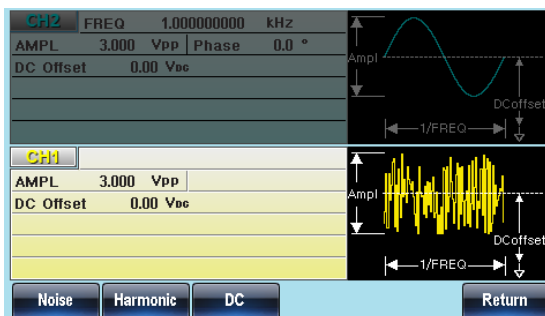 CH2 FREQ 1.000000000 kHz
AMPL 3.000 Vpp Phase 0.0 °
DC Offset 0.00 VDC
Ampl
DCoffset
1/FREQ
CH1
AMPL 3.000 Vpp
DC Offset 0.00 VDC
Ampl
DCoffset
1/FREQ
Noise Harmonic DC Return